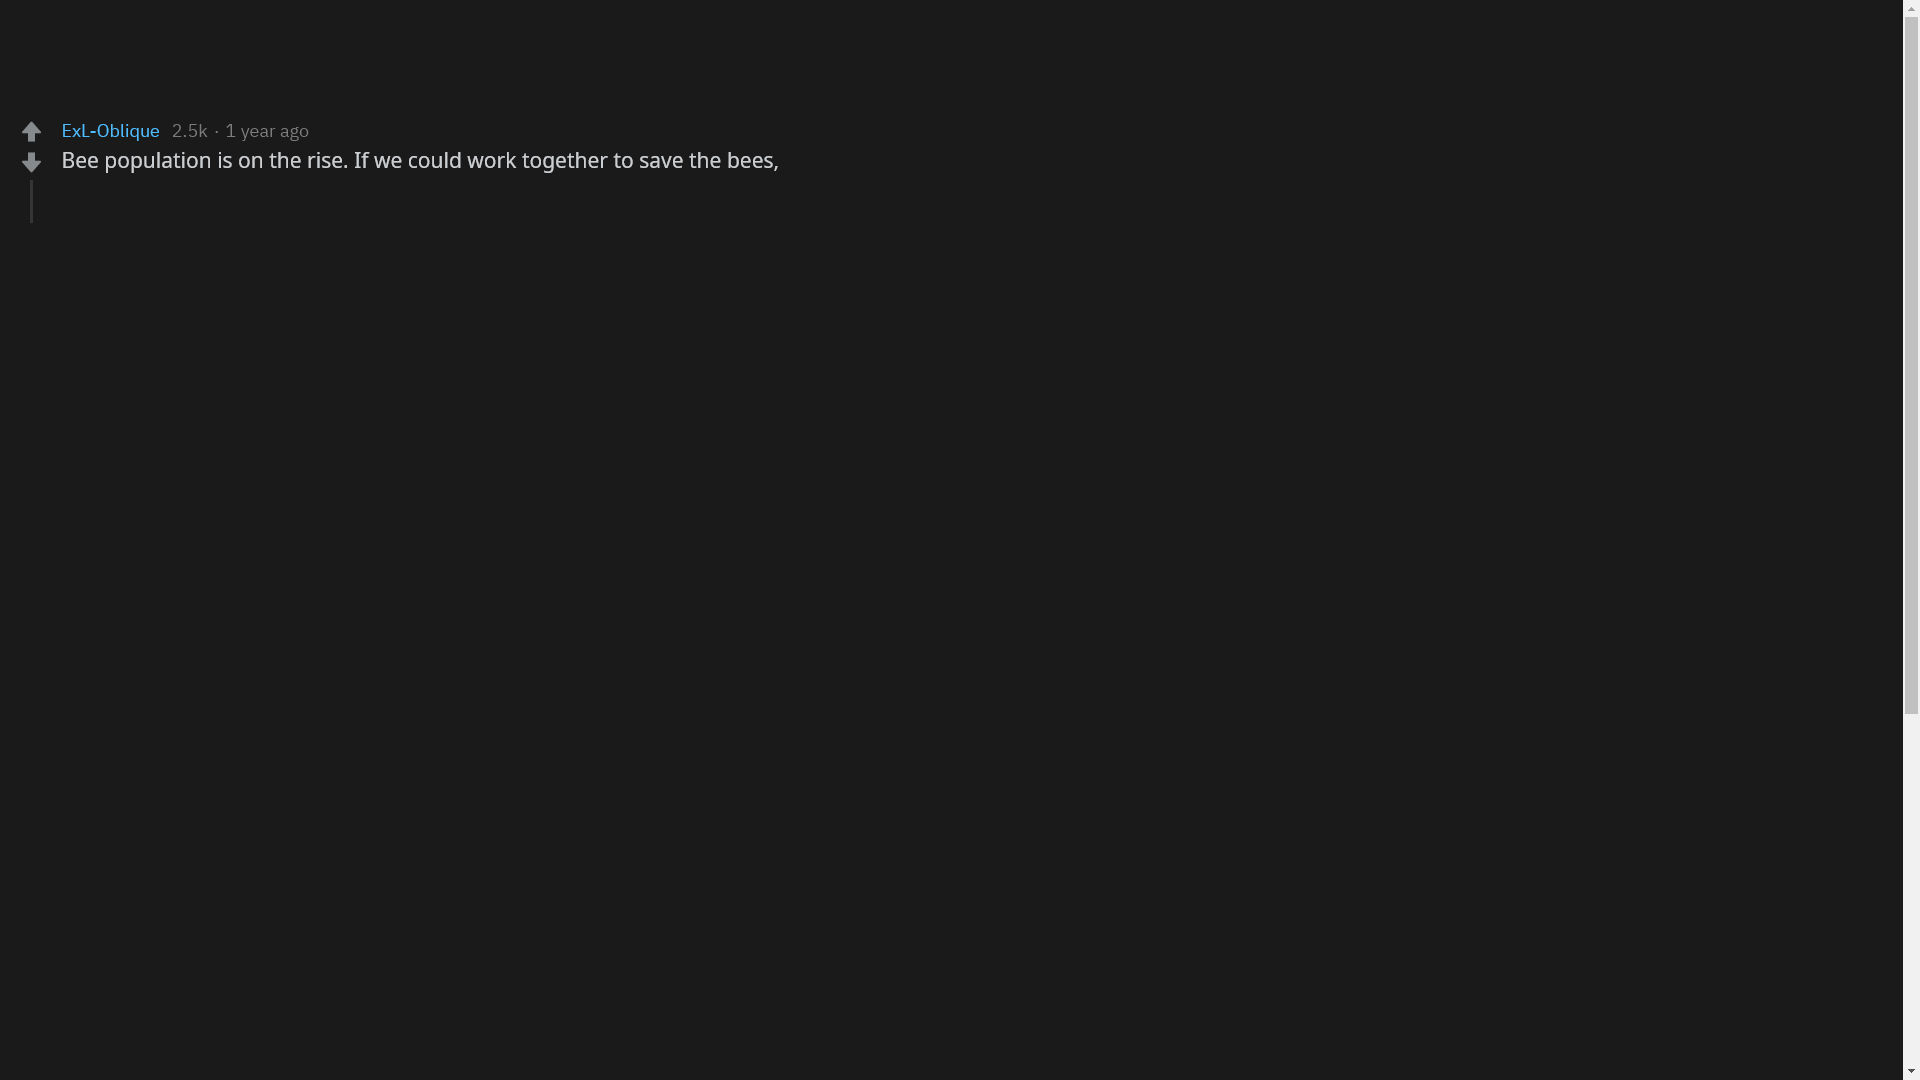 ExL-Oblique 2.5k · 1 year ago
Bee population is on the rise. If we could work together to save the bees,